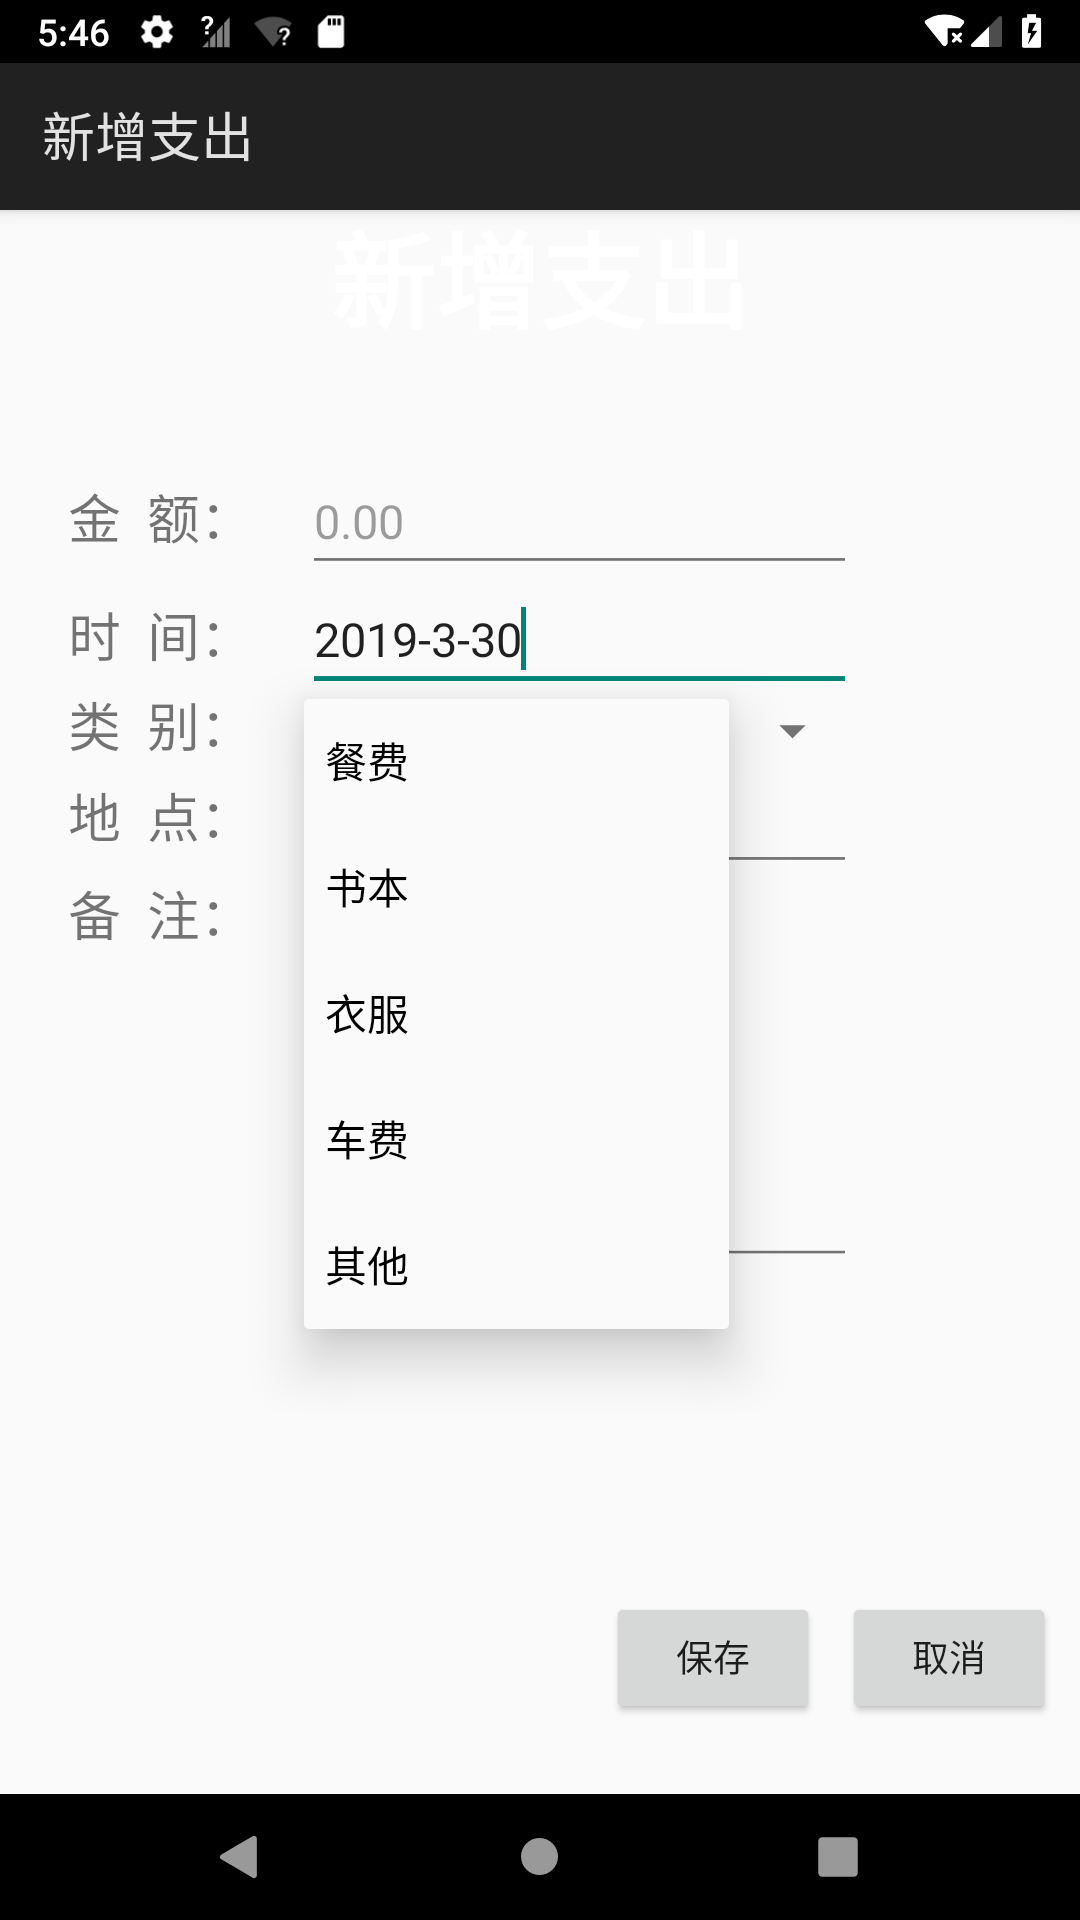 5:46
新增支出
新增支出
金 额：
0.00
时 间：
2019-3-30
类 别：
餐费
地 点：
书本
备 注：
衣服
车费
其他
保存
取消